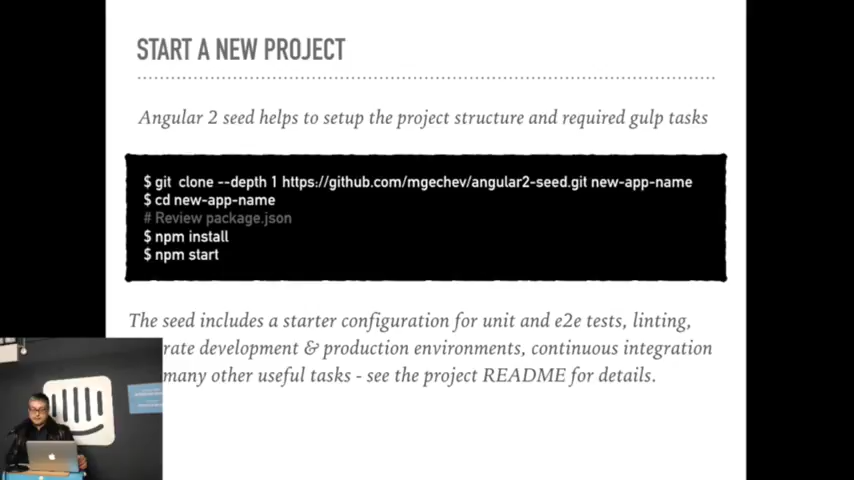 START A NEW PROJECT
Angular 2 seed helps to setup the project structure and required gulp tasks
$ git clone --depth 1 https://github.com/mgechev/angular2-seed.git new-app-name
$ cd new-app-name
# Review package.json
$ npm install
$ npm start
The seed includes a starter configuration for unit and e2e tests, linting,
rate development & production environments, continuous integration
many other useful tasks - see the project README for details.